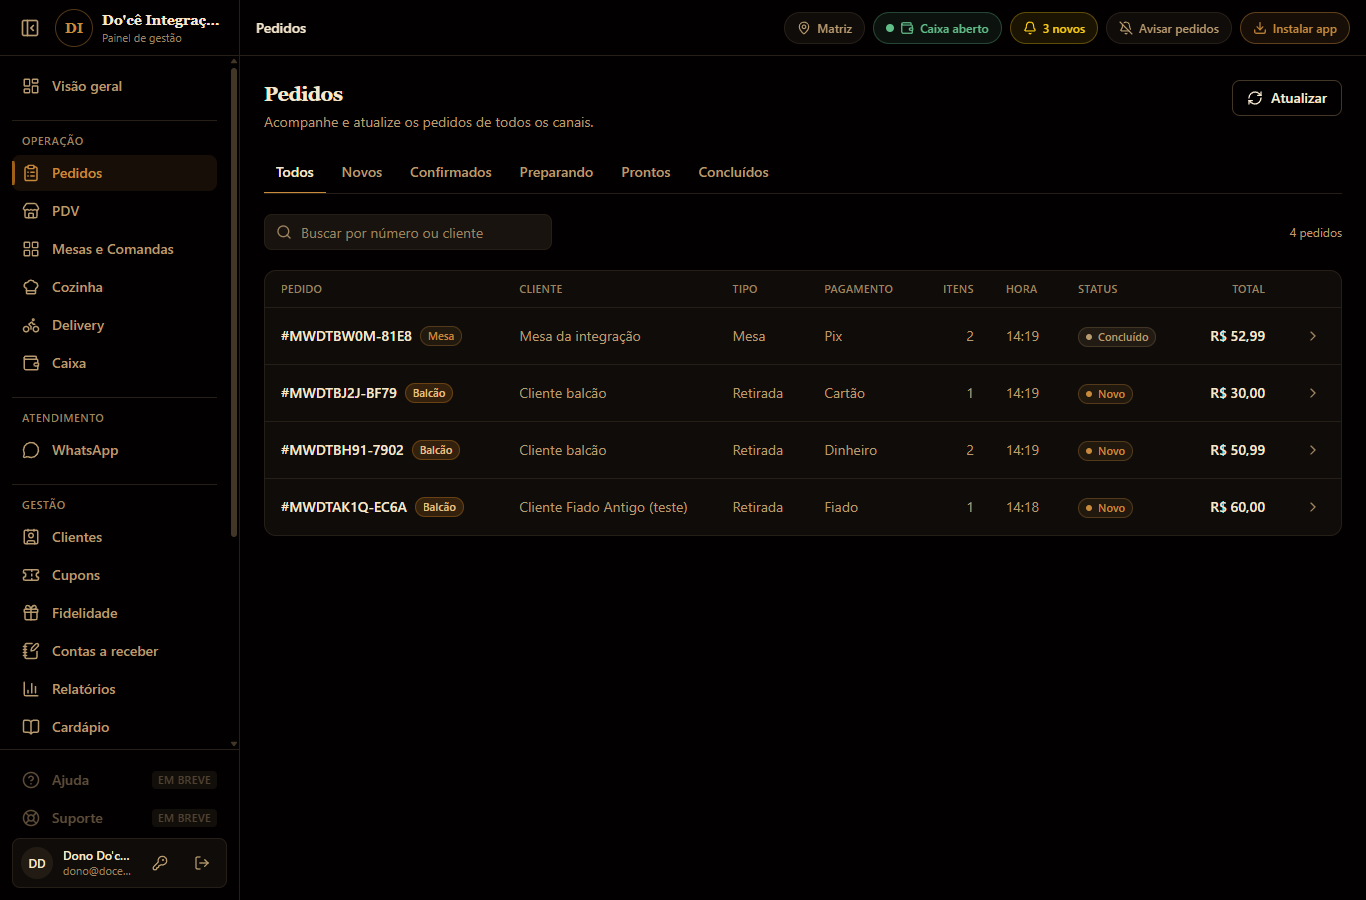 DI
Do'cê Integraç...
Painel de gestão
Pedidos
Matriz
Caixa aberto
3 novos
Avisar pedidos
Instalar app
Visão geral
OPERAÇÃO
Pedidos
PDV
Mesas e Comandas
Cozinha
Delivery
Caixa
ATENDIMENTO
WhatsApp
GESTÃO
Clientes
Cupons
Fidelidade
Contas a receber
Relatórios
Cardápio
Ajuda EM BREVE
Suporte EM BREVE
DD
Dono Do'c...
dono@doce...
Pedidos
Acompanhe e atualize os pedidos de todos os canais.
Atualizar
Todos Novos Confirmados Preparando Prontos Concluídos
Buscar por número ou cliente
4 pedidos
PEDIDO CLIENTE TIPO PAGAMENTO ITENS HORA STATUS TOTAL
#MWDTBW0M-81E8 Mesa Mesa da integração Mesa Pix 2 14:19 Concluído R$ 52,99
#MWDTBJ2J-BF79 Balcão Cliente balcão Retirada Cartão 1 14:19 Novo R$ 30,00
#MWDTBH91-7902 Balcão Cliente balcão Retirada Dinheiro 2 14:19 Novo R$ 50,99
#MWDTAK1Q-EC6A Balcão Cliente Fiado Antigo (teste) Retirada Fiado 1 14:18 Novo R$ 60,00